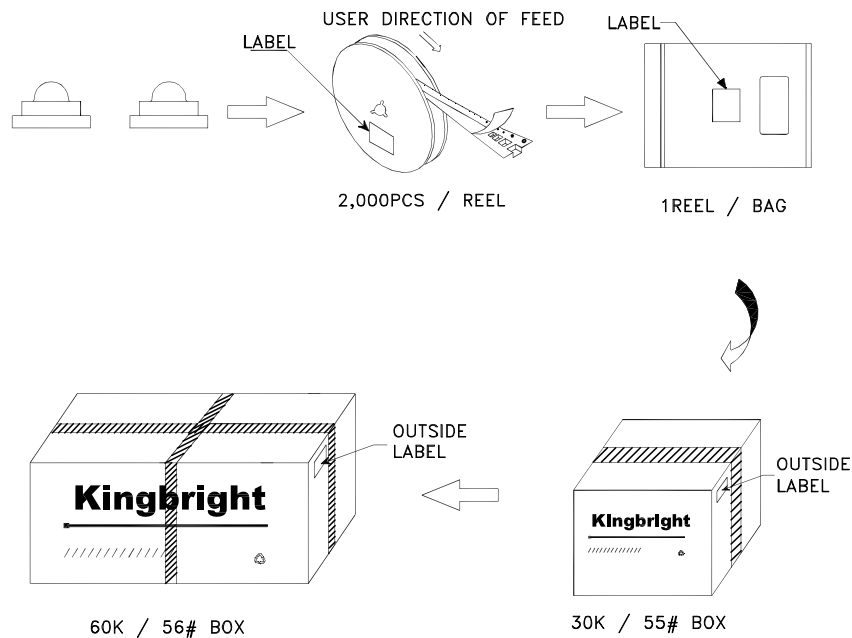 USER DIRECTION OF FEED
LABEL
LABEL
2,000PCS / REEL
1REEL / BAG
OUTSIDE
LABEL
Kingbright
60K / 56# BOX
OUTSIDE
LABEL
Kingbright
30K / 55# BOX